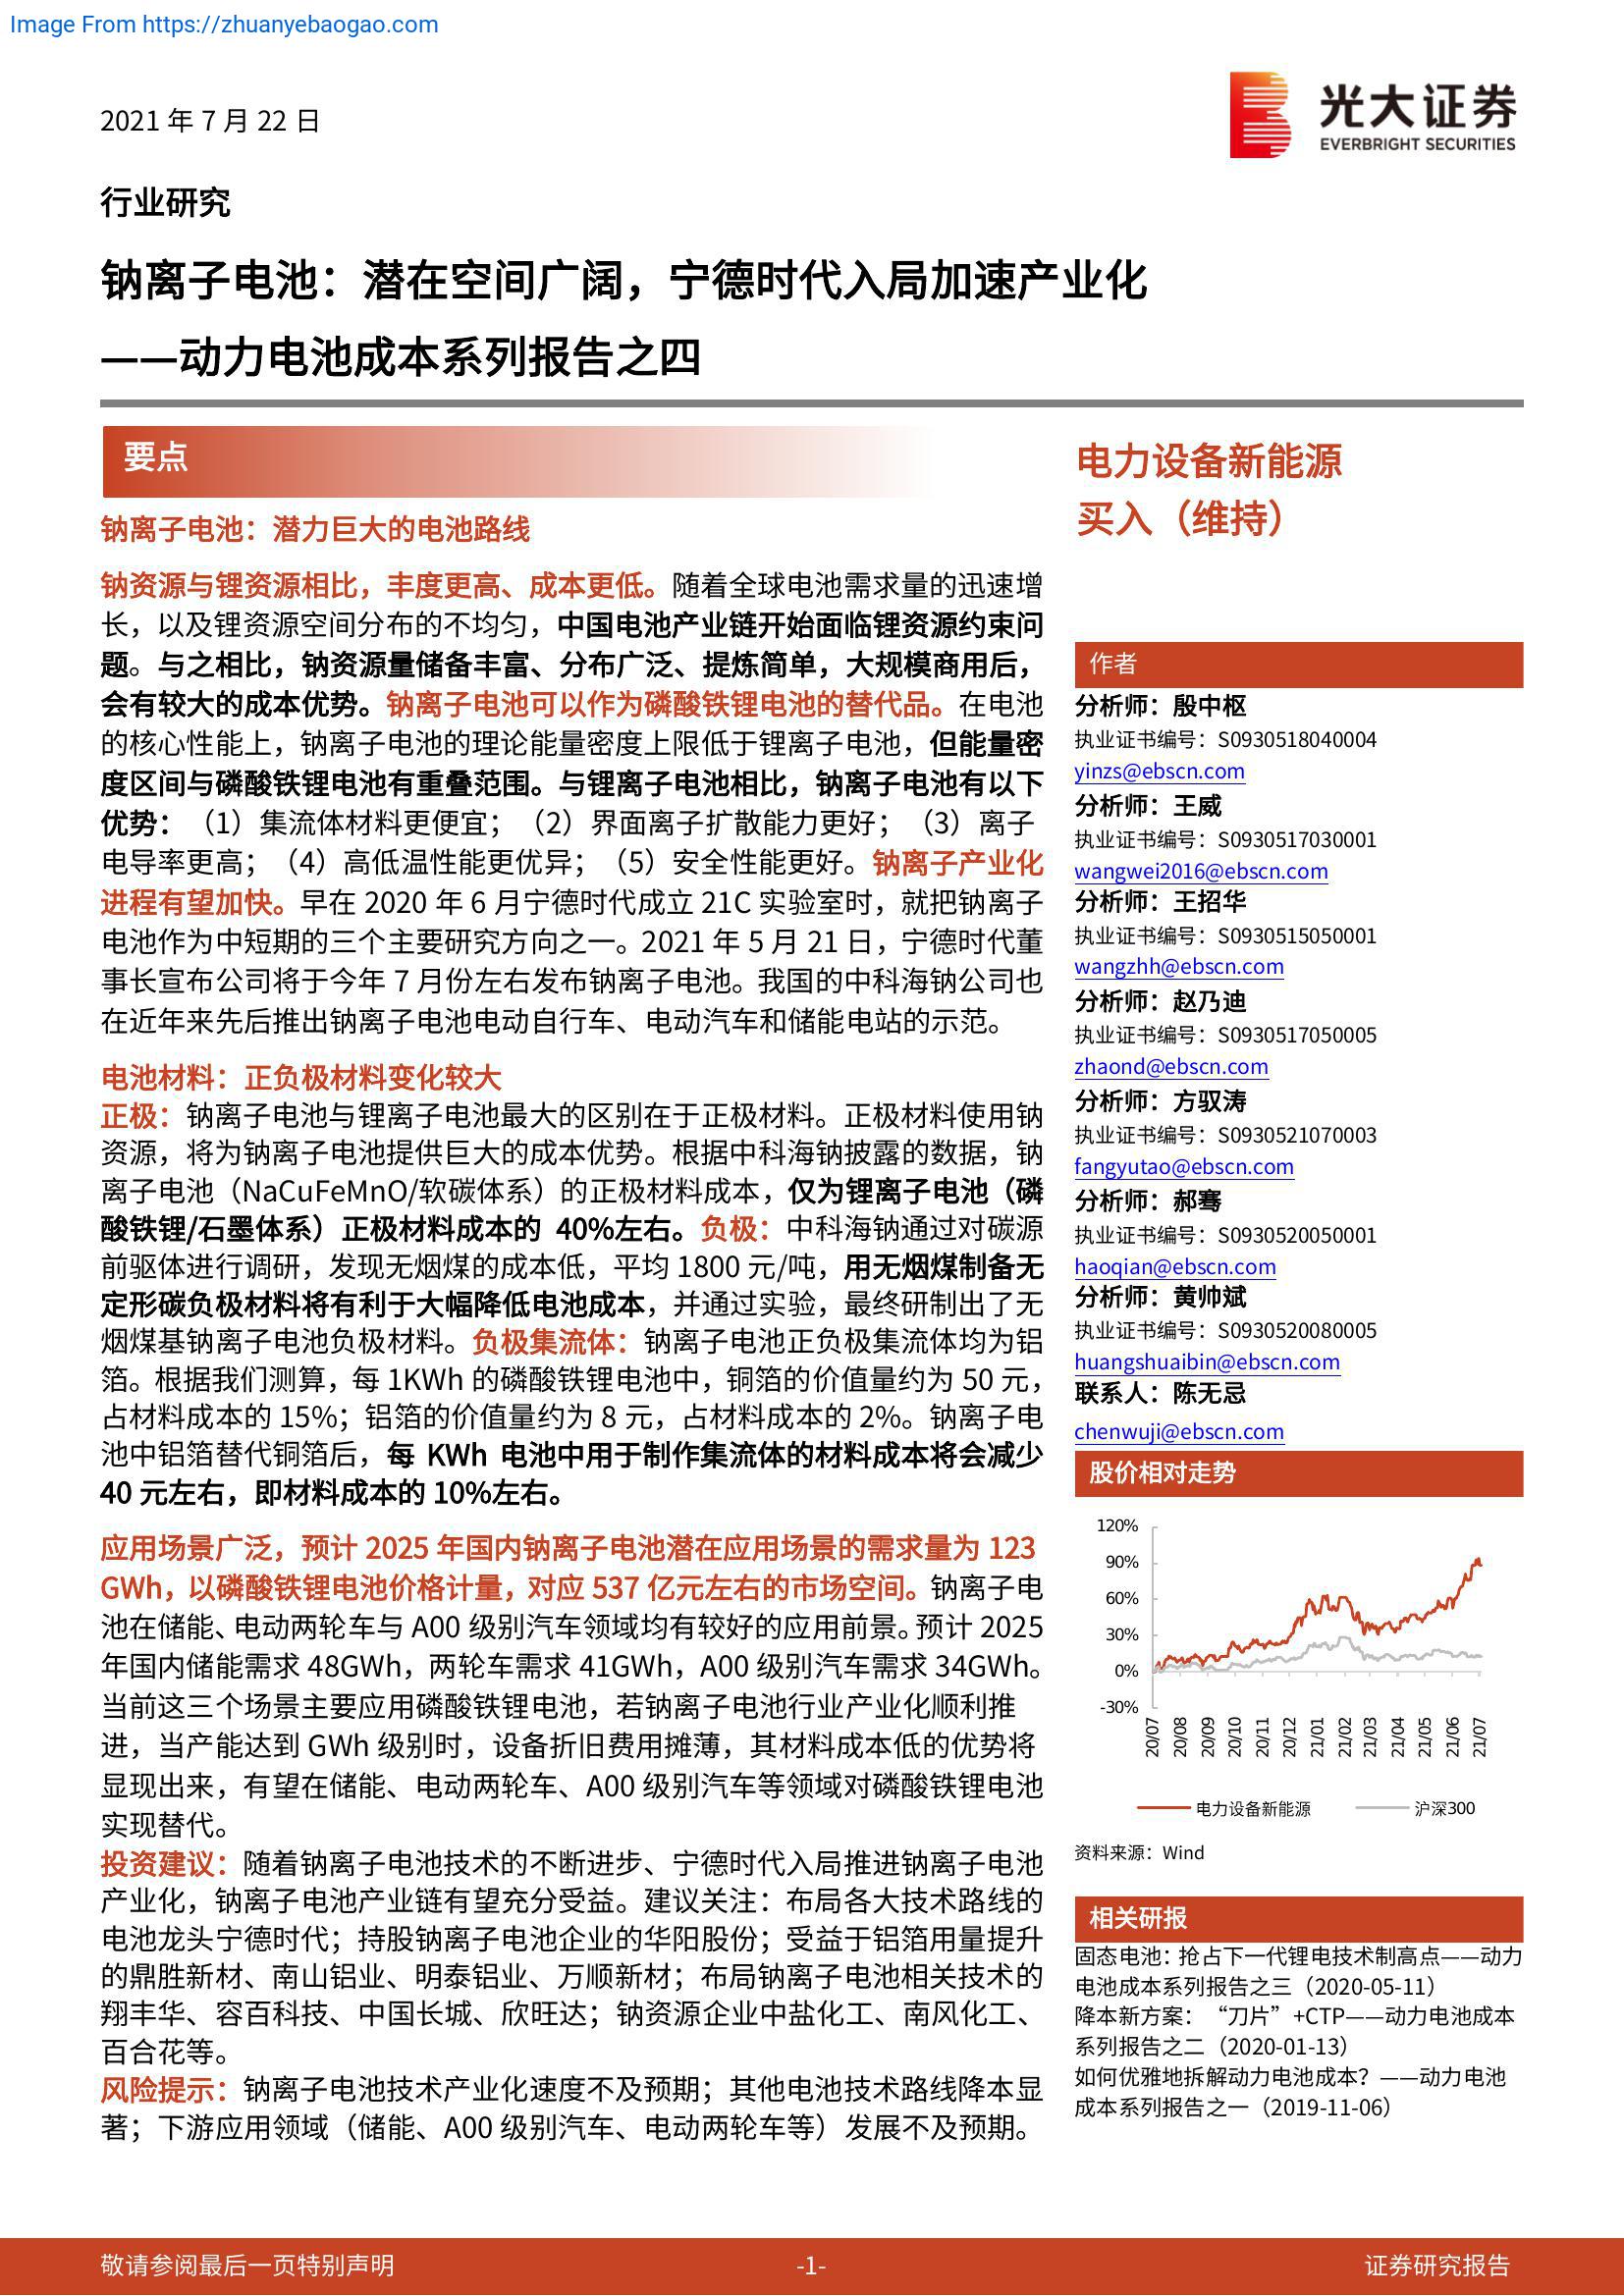 Image From https://zhuanyebaogao.com
2021 年 7 月 22 日
光大证券
EVERBRIGHT SECURITIES
行业研究
钠离子电池：潜在空间广阔，宁德时代入局加速产业化
——动力电池成本系列报告之四
要点
钠离子电池：潜力巨大的电池路线
钠资源与锂资源相比，丰度更高、成本更低。随着全球电池需求量的迅速增
长，以及锂资源空间分布的不均匀，中国电池产业链开始面临锂资源约束问
题。与之相比，钠资源量储备丰富、分布广泛、提炼简单，大规模商用后，
会有较大的成本优势。钠离子电池可以作为磷酸铁锂电池的替代品。在电池
的核心性能上，钠离子电池的理论能量密度上限低于锂离子电池，但能量密
度区间与磷酸铁锂电池有重叠范围。与锂离子电池相比，钠离子电池有以下
优势：（1）集流体材料更便宜；（2）界面离子扩散能力更好；（3）离子
电导率更高；（4）高低温性能更优异；（5）安全性能更好。钠离子产业化
进程有望加快。早在 2020 年 6 月宁德时代成立 21C 实验室时，就把钠离子
电池作为中短期的三个主要研究方向之一。2021 年 5 月 21 日，宁德时代董
事长宣布公司将于今年 7 月份左右发布钠离子电池。我国的中科海钠公司也
在近年来先后推出钠离子电池电动自行车、电动汽车和储能电站的示范。
电池材料：正负极材料变化较大
正极：钠离子电池与锂离子电池最大的区别在于正极材料。正极材料使用钠
资源，将为钠离子电池提供巨大的成本优势。根据中科海钠披露的数据，钠
离子电池（NaCuFeMnO/软碳体系）的正极材料成本，仅为锂离子电池（磷
酸铁锂/石墨体系）正极材料成本的 40%左右。负极：中科海钠通过对碳源
前驱体进行调研，发现无烟煤的成本低，平均 1800 元/吨，用无烟煤制备无
定形碳负极材料将有利于大幅降低电池成本，并通过实验，最终研制出了无
烟煤基钠离子电池负极材料。负极集流体：钠离子电池正负极集流体均为铝
箔。根据我们测算，每 1KWh 的磷酸铁锂电池中，铜箔的价值量约为 50 元，
占材料成本的 15%；铝箔的价值量约为 8 元，占材料成本的 2%。钠离子电
池中铝箔替代铜箔后，每 KWh 电池中用于制作集流体的材料成本将会减少
40 元左右，即材料成本的 10%左右。
应用场景广泛，预计 2025 年国内钠离子电池潜在应用场景的需求量为 123
GWh，以磷酸铁锂电池价格计量，对应 537 亿元左右的市场空间。钠离子电
池在储能、电动两轮车与 A00 级别汽车领域均有较好的应用前景。预计 2025
年国内储能需求 48GWh，两轮车需求 41GWh，A00 级别汽车需求 34GWh。
当前这三个场景主要应用磷酸铁锂电池，若钠离子电池行业产业化顺利推
进，当产能达到 GWh 级别时，设备折旧费用摊薄，其材料成本低的优势将
显现出来，有望在储能、电动两轮车、A00 级别汽车等领域对磷酸铁锂电池
实现替代。
投资建议：随着钠离子电池技术的不断进步、宁德时代入局推进钠离子电池
产业化，钠离子电池产业链有望充分受益。建议关注：布局各大技术路线的
电池龙头宁德时代；持股钠离子电池企业的华阳股份；受益于铝箔用量提升
的鼎胜新材、南山铝业、明泰铝业、万顺新材；布局钠离子电池相关技术的
翔丰华、容百科技、中国长城、欣旺达；钠资源企业中盐化工、南风化工、
百合花等。
风险提示：钠离子电池技术产业化速度不及预期；其他电池技术路线降本显
著；下游应用领域（储能、A00 级别汽车、电动两轮车等）发展不及预期。
电力设备新能源
买入（维持）
作者
分析师：殷中枢
执业证书编号：S0930518040004
yinzs@ebscn.com
分析师：王威
执业证书编号：S0930517030001
wangwei2016@ebscn.com
分析师：王招华
执业证书编号：S0930515050001
wangzhh@ebscn.com
分析师：赵乃迪
执业证书编号：S0930517050005
zhaond@ebscn.com
分析师：方驭涛
执业证书编号：S0930521070003
fangyutao@ebscn.com
分析师：郝骞
执业证书编号：S0930520050001
haoqian@ebscn.com
分析师：黄帅斌
执业证书编号：S0930520080005
huangshuaibin@ebscn.com
联系人：陈无忌
chenwuji@ebscn.com
股价相对走势
120%
90%
60%
30%
0%
-30%
20/07 20/08 20/09 20/10 20/11 20/12 21/01 21/02 21/03 21/04 21/05 21/06 21/07
电力设备新能源 沪深300
资料来源：Wind
相关研报
固态电池：抢占下一代锂电技术制高点——动力
电池成本系列报告之三（2020-05-11）
降本新方案：“刀片”+CTP——动力电池成本
系列报告之二（2020-01-13）
如何优雅地拆解动力电池成本？——动力电池
成本系列报告之一（2019-11-06）
敬请参阅最后一页特别声明 -1- 证券研究报告